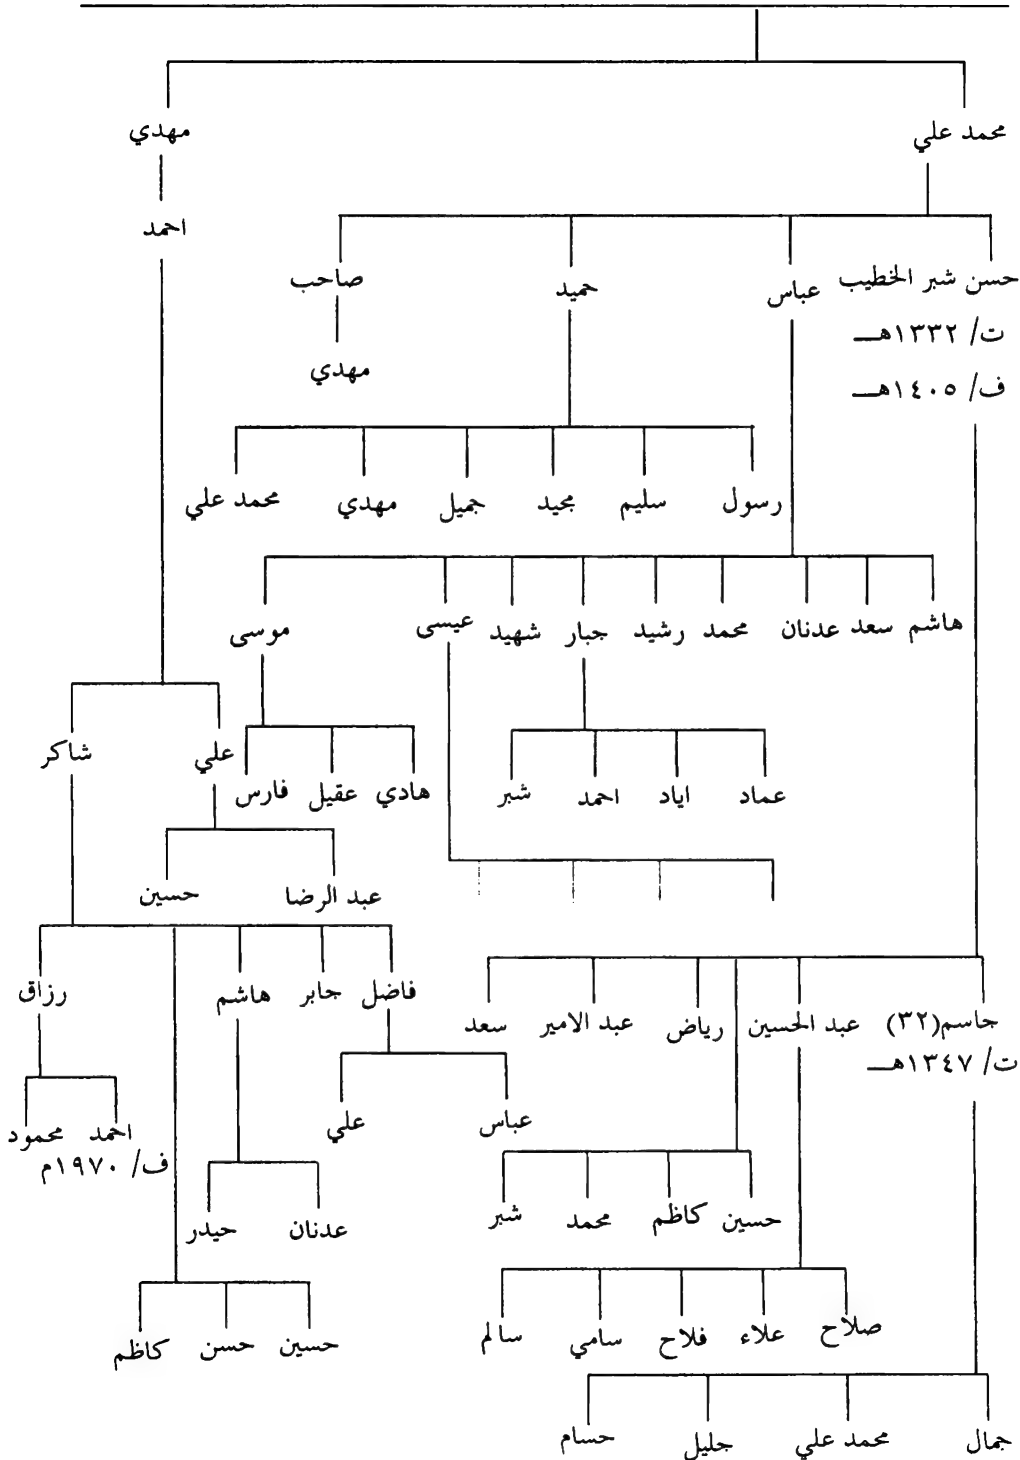 محمد علي
مهدي
احمد
حسن شبر الخطيب
ت/ ١٣٣٢هـ
ف/ ١٤٠٥هـ
عباس
حميد
صاحب
مهدي
رسول
سليم
مجيد
جميل
مهدي
محمد علي
هاشم
سعد
عدنان
محمد
رشيد
جبار
شهيد
عيسى
موسى
علي
شاكر
عماد
اياد
احمد
شبر
هادي
عقيل
فارس
عبد الرضا
حسين
فاضل
جابر
هاشم
رزاق
جاسم (٣٢)
ت/ ١٣٤٧هـ
عبد الحسين
رياض
عبد الامير
سعد
عباس
علي
احمد
ف/ ١٩٧٠م
محمود
حسين
كاظم
محمد
شبر
عدنان
حيدر
صلاح
علاء
فلاح
سامي
سالم
حسين
حسن
كاظم
جمال
محمد علي
جليل
حسام